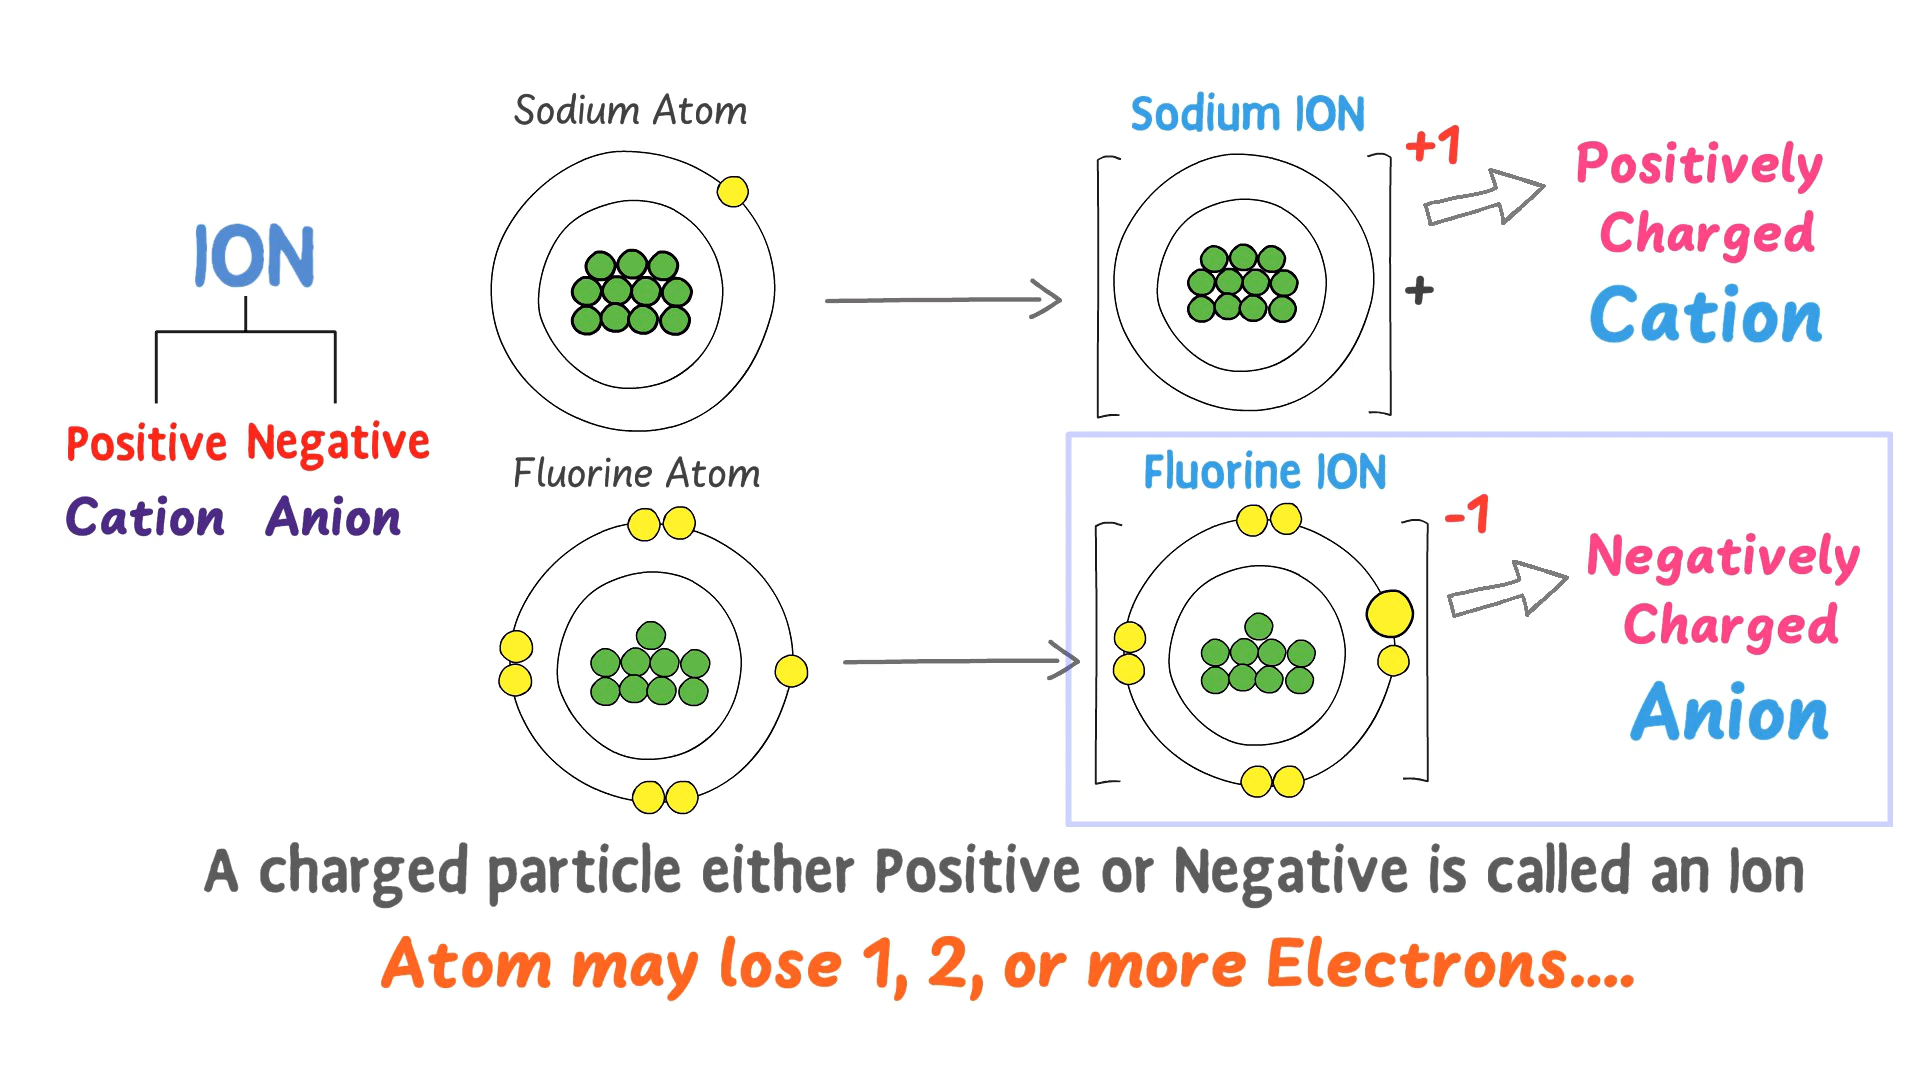 ION
Positive Negative
Cation Anion
Sodium Atom
Sodium ION
+1
+
Positively
Charged
Cation
Fluorine Atom
Fluorine ION
-1
Negatively
Charged
Anion
A charged particle either Positive or Negative is called an Ion
Atom may lose 1, 2, or more Electrons....